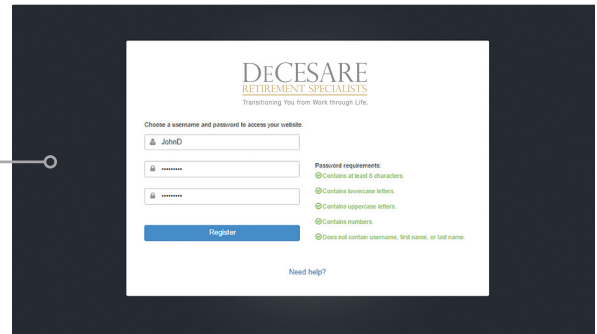 DECESARE
RETIREMENT SPECIALISTS
Transitioning You from Work through Life.
Choose a username and password to access your website.
JohnD
Password requirements:
Contains at least 8 characters.
Contains lowercase letters.
Contains uppercase letters.
Contains numbers.
Does not contain username, first name, or last name.
Register
Need help?